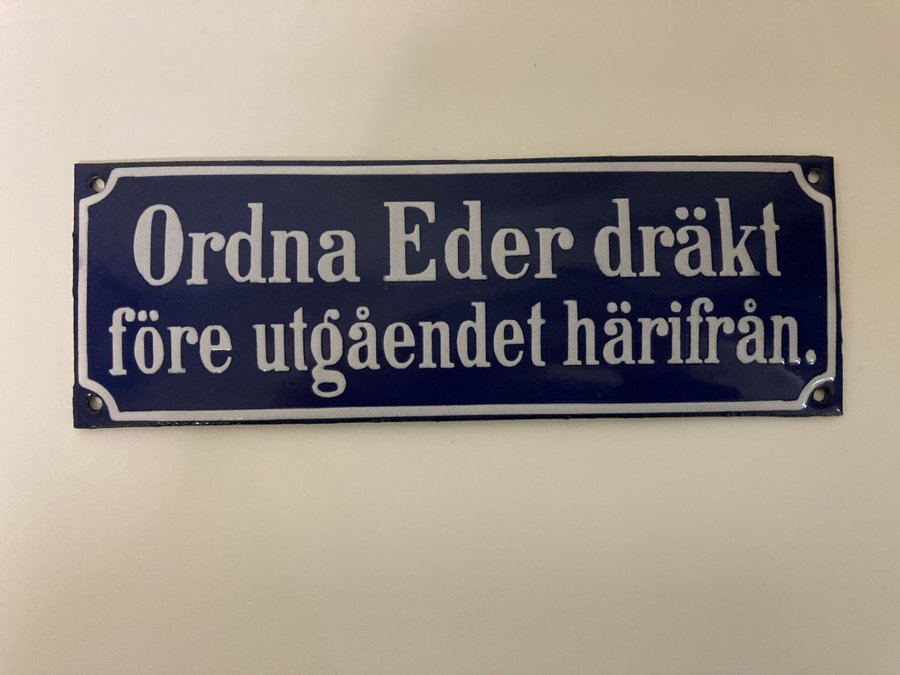 Ordna Eder dräkt
före utgåendet härifrån.